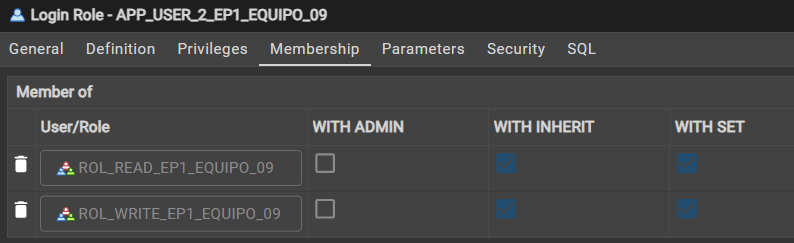 Login Role - APP_USER_2_EP1_EQUIPO_09
General Definition Privileges Membership Parameters Security SQL
Member of
User/Role WITH ADMIN WITH INHERIT WITH SET
ROL_READ_EP1_EQUIPO_09
ROL_WRITE_EP1_EQUIPO_09